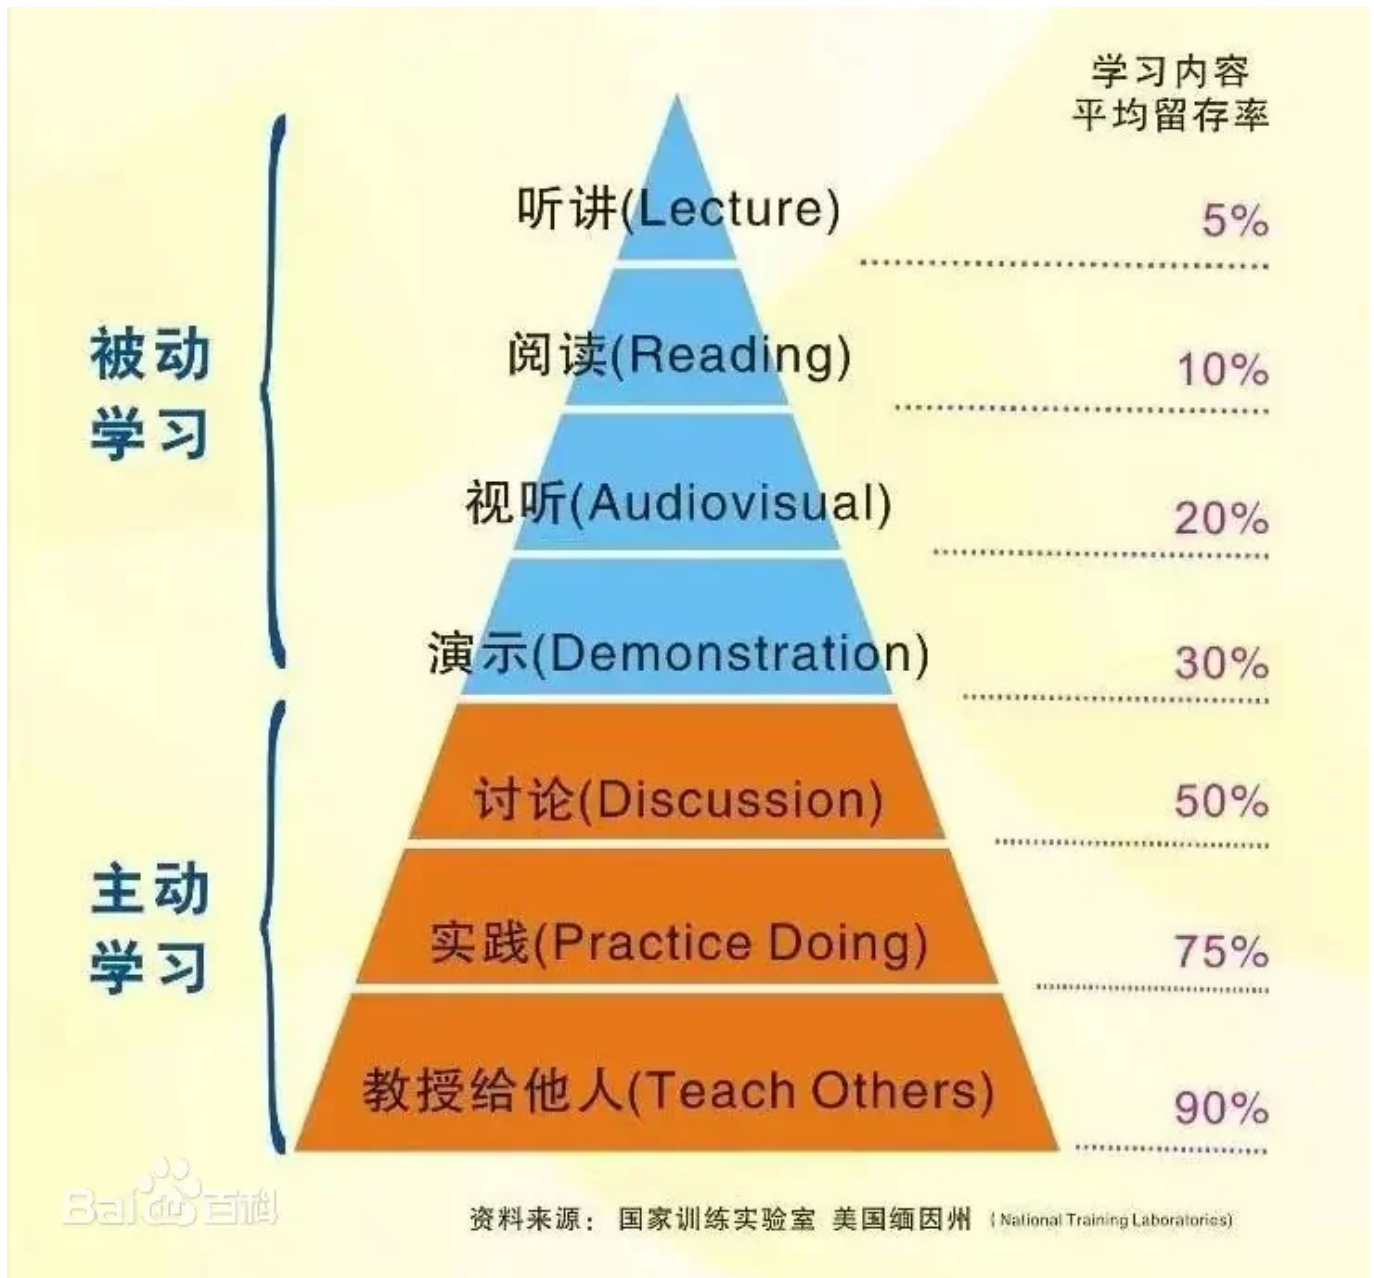 学习内容
平均留存率
听讲(Lecture)
5%
阅读(Reading)
10%
被动
学习
视听(Audiovisual)
20%
演示(Demonstration)
30%
讨论(Discussion)
50%
主动
学习
实践(Practice Doing)
75%
教授给他人(Teach Others)
90%
Bai百科
资料来源： 国家训练实验室 美国缅因州 (National Training Laboratories)